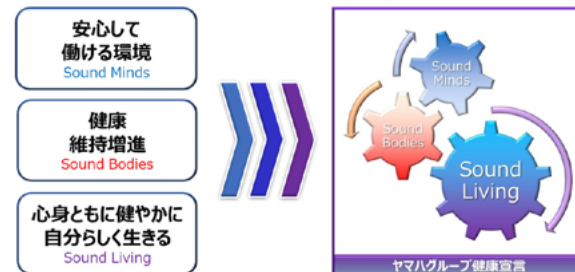 安心して
働ける環境
Sound Minds
健康
維持増進
Sound Bodies
心身ともに健やかに
自分らしく生きる
Sound Living
Sound
Minds
Sound
Bodies
Sound
Living
ヤマハグループ健康宣言